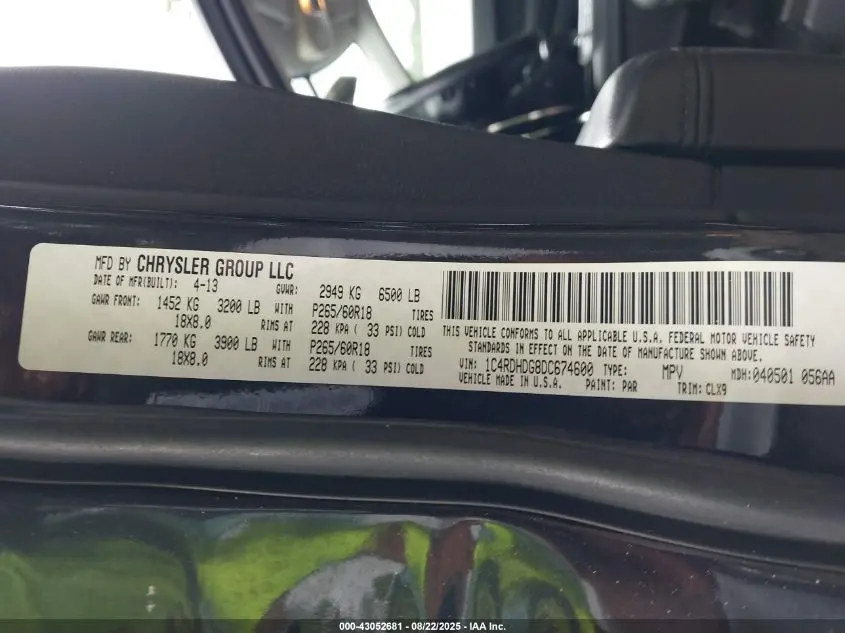 MFD BY CHRYSLER GROUP LLC
DATE OF MFR(BUILT): 4-13 GVWR: 2949 KG 6500 LB
GAWR FRONT: 1452 KG 3200 LB WITH P265/60R18 TIRES
18X8.0 RIMS AT 228 KPA ( 33 PSI) COLD
GAWR REAR: 1770 KG 3900 LB WITH P265/60R18 TIRES
18X8.0 RIMS AT 228 KPA ( 33 PSI) COLD
THIS VEHICLE CONFORMS TO ALL APPLICABLE U.S.A. FEDERAL MOTOR VEHICLE SAFETY
STANDARDS IN EFFECT ON THE DATE OF MANUFACTURE SHOWN ABOVE.
VIN: 1C4RDHDG8DC674600 TYPE: MPV MDH:040501 056AA
VEHICLE MADE IN U.S.A. PAINT: PAR TRIM: CLX9
000-43052681 - 08/22/2025 - IAA Inc.